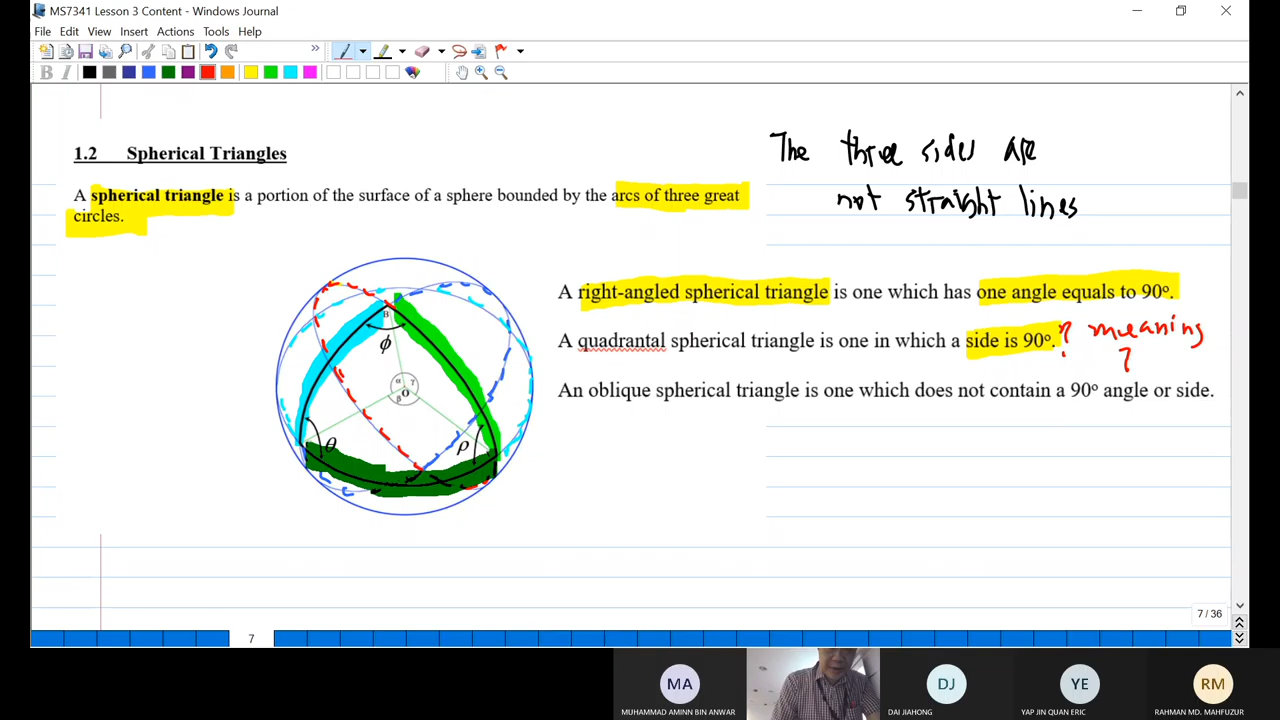 MS7341 Lesson 3 Content - Windows Journal
File Edit View Insert Actions Tools Help
»
B I
1.2 Spherical Triangles
The three sides are
not straight lines
A spherical triangle is a portion of the surface of a sphere bounded by the arcs of three great
circles.
A right-angled spherical triangle is one which has one angle equals to 90º.
A quadrantal spherical triangle is one in which a side is 90º. ? meaning
?
An oblique spherical triangle is one which does not contain a 90º angle or side.
B
ϕ
α γ
O
β
θ
ρ
7 / 36
7
MA
DJ
YE
RM
MUHAMMAD AMINN BIN ANWAR
DAI JIAHONG
YAP JIN QUAN ERIC
RAHMAN MD. MAHFUZUR